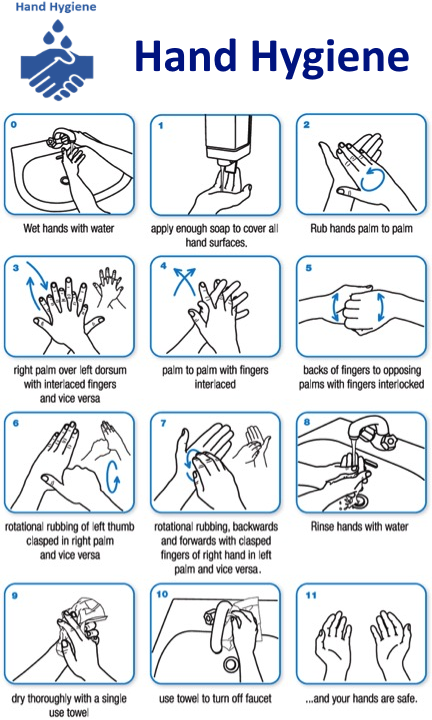 Hand Hygiene
Hand Hygiene
0
Wet hands with water
1
apply enough soap to cover all
hand surfaces.
2
Rub hands palm to palm
3
right palm over left dorsum
with interlaced fingers
and vice versa
4
palm to palm with fingers
interlaced
5
backs of fingers to opposing
palms with fingers interlocked
6
rotational rubbing of left thumb
clasped in right palm
and vice versa
7
rotational rubbing, backwards
and forwards with clasped
fingers of right hand in left
palm and vice versa.
8
Rinse hands with water
9
dry thoroughly with a single
use towel
10
use towel to turn off faucet
11
...and your hands are safe.